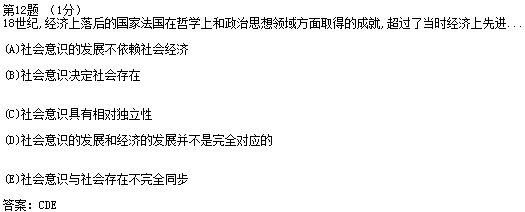 第12题 （1分）
18世纪,经济上落后的国家法国在哲学上和政治思想领域方面取得的成就,超过了当时经济上先进...
(A)社会意识的发展不依赖社会经济
(B)社会意识决定社会存在
(C)社会意识具有相对独立性
(D)社会意识的发展和经济的发展并不是完全对应的
(E)社会意识与社会存在不完全同步
答案：CDE